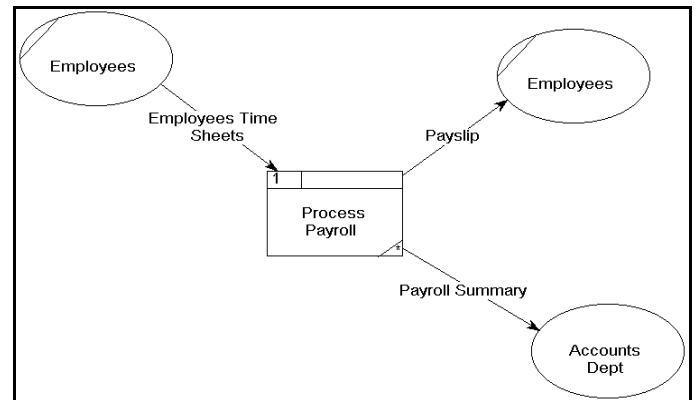 Employees
Employees
Employees Time
Sheets
Payslip
1
Process
Payroll
*
Payroll Summary
Accounts
Dept